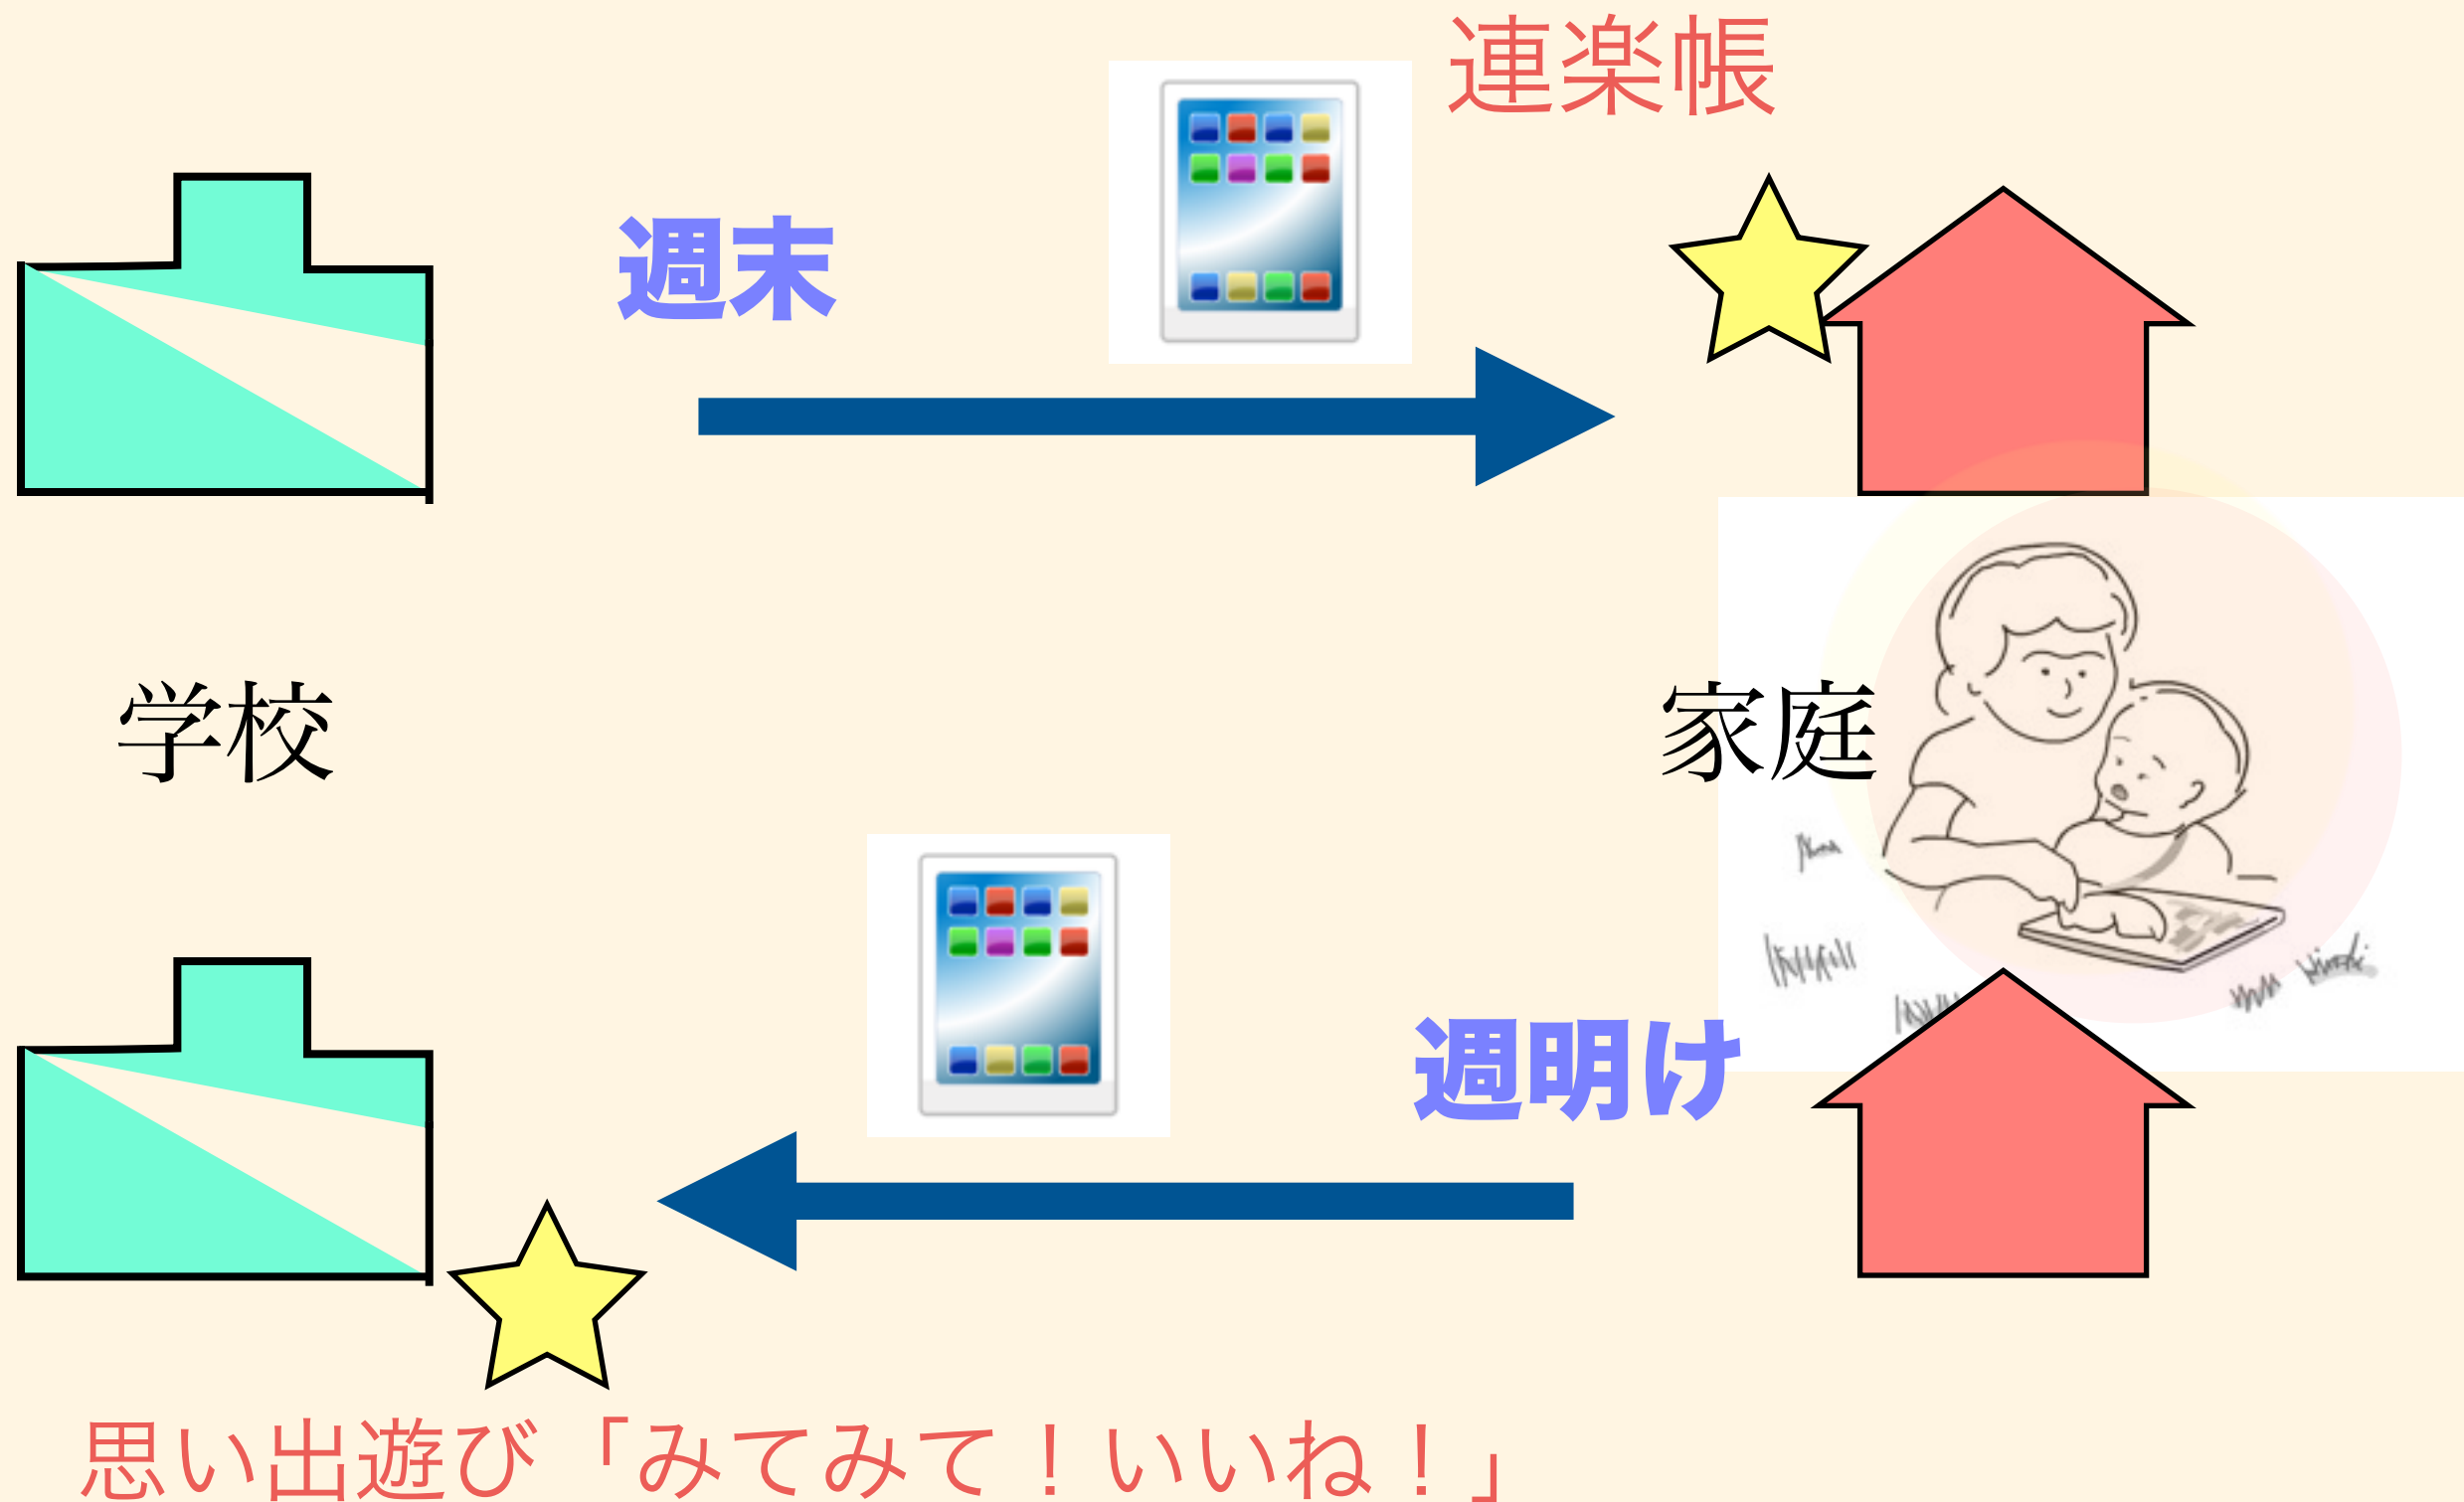 連楽帳
週末
学校
家庭
週明け
思い出遊び「みてみて！いいね！」